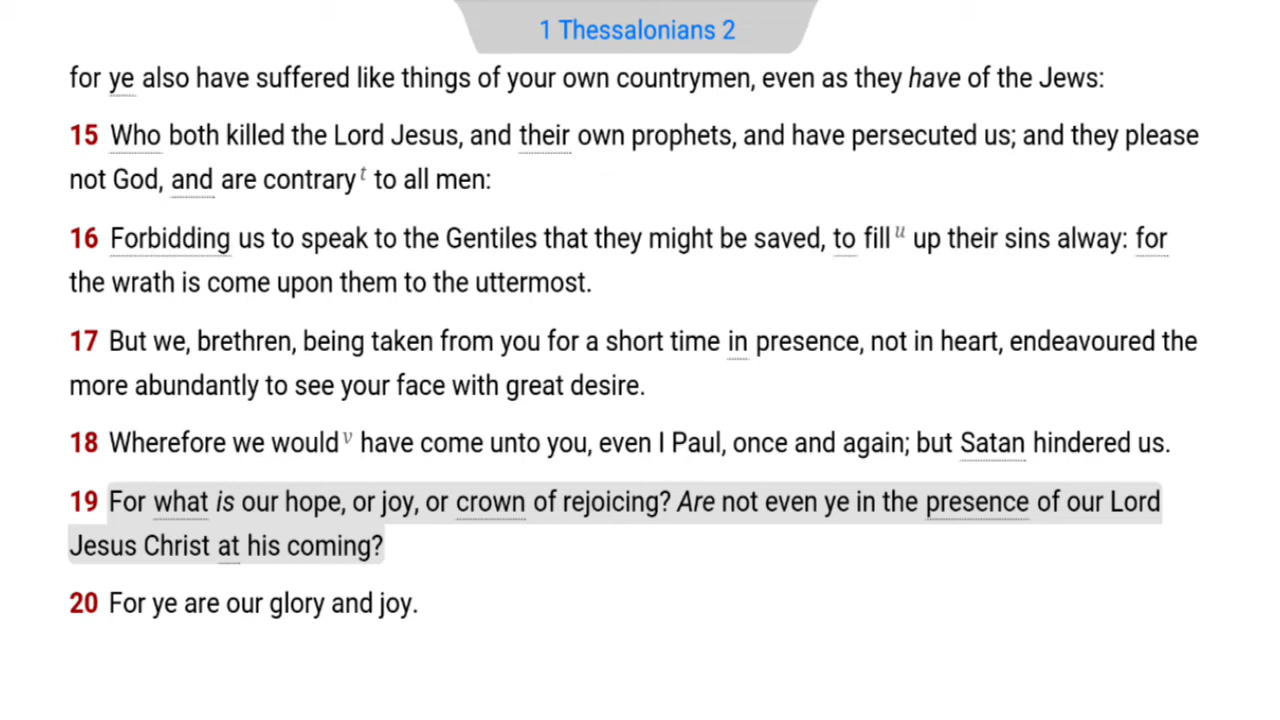 1 Thessalonians 2
for ye also have suffered like things of your own countrymen, even as they have of the Jews:
15 Who both killed the Lord Jesus, and their own prophets, and have persecuted us; and they please
not God, and are contrary t to all men:
16 Forbidding us to speak to the Gentiles that they might be saved, to fill u up their sins alway: for
the wrath is come upon them to the uttermost.
17 But we, brethren, being taken from you for a short time in presence, not in heart, endeavoured the
more abundantly to see your face with great desire.
18 Wherefore we would v have come unto you, even I Paul, once and again; but Satan hindered us.
19 For what is our hope, or joy, or crown of rejoicing? Are not even ye in the presence of our Lord
Jesus Christ at his coming?
20 For ye are our glory and joy.